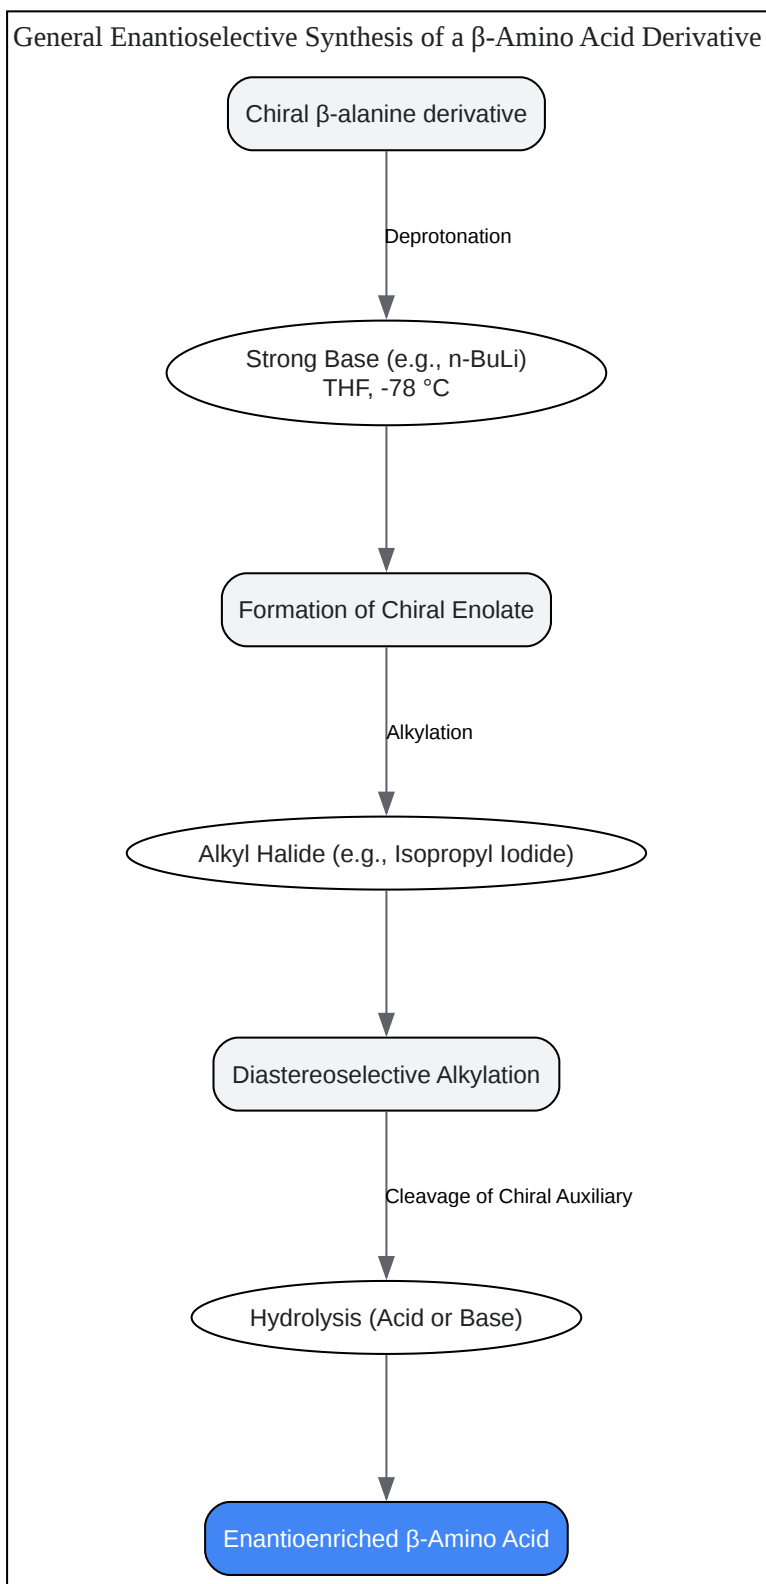 General Enantioselective Synthesis of a β-Amino Acid Derivative
Chiral β-alanine derivative
Deprotonation
Strong Base (e.g., n-BuLi)
THF, -78 °C
Formation of Chiral Enolate
Alkylation
Alkyl Halide (e.g., Isopropyl Iodide)
Diastereoselective Alkylation
Cleavage of Chiral Auxiliary
Hydrolysis (Acid or Base)
Enantioenriched β-Amino Acid